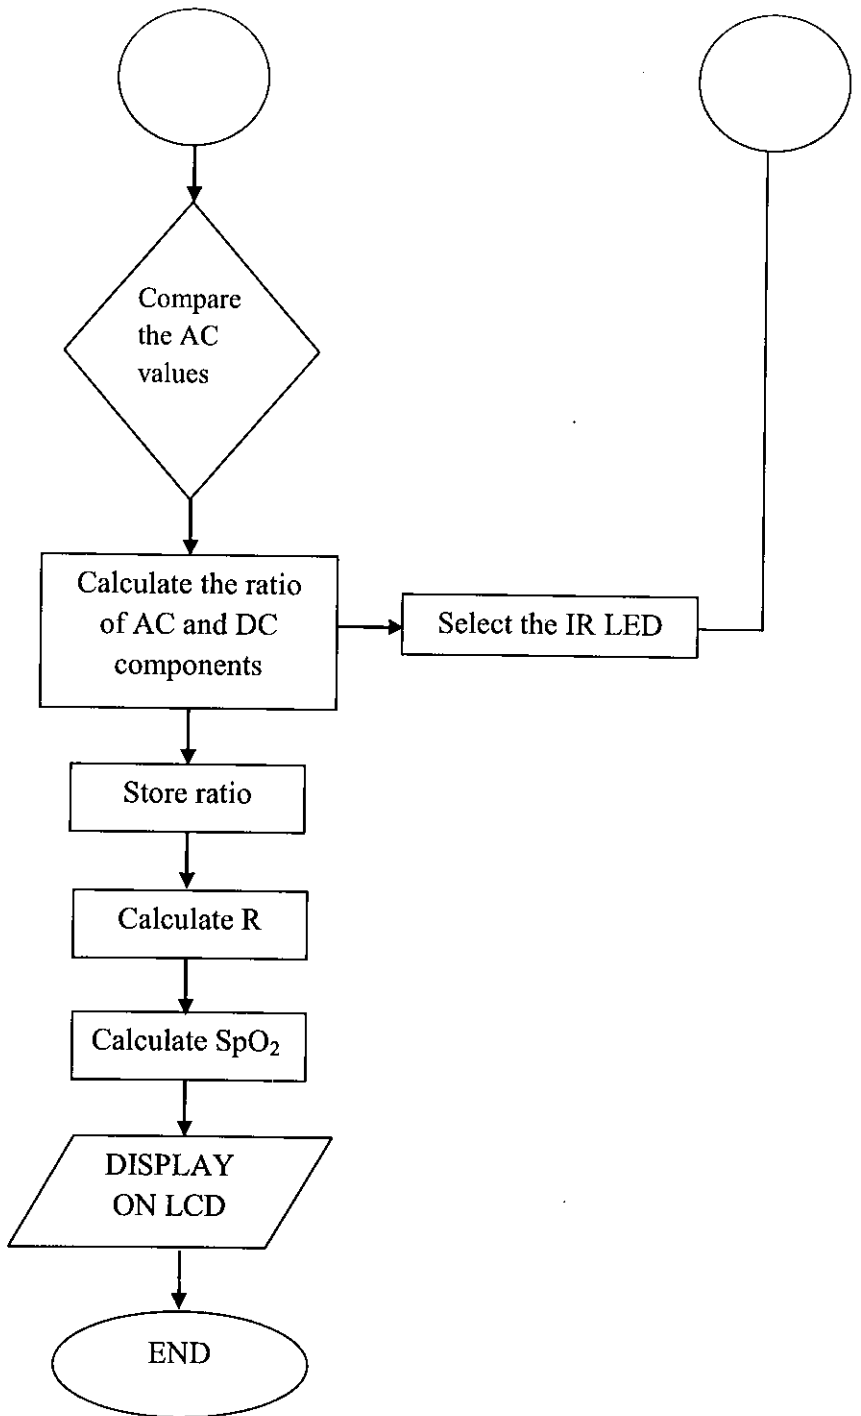 Compare
the AC
values
Calculate the ratio
of AC and DC
components
Select the IR LED
Store ratio
Calculate R
Calculate SpO₂
DISPLAY
ON LCD
END